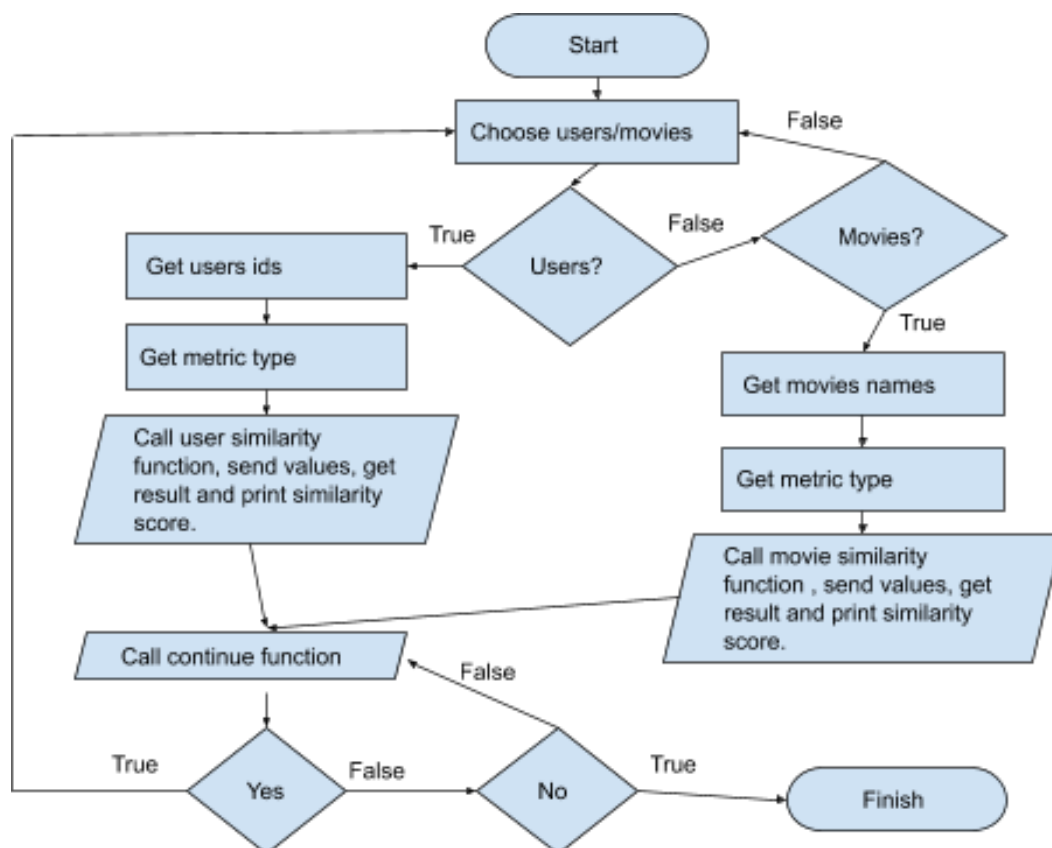 Start
Choose users/movies
False
Users?
True
False
Movies?
True
Get users ids
Get metric type
Call user similarity
function, send values, get
result and print similarity
score.
Get movies names
Get metric type
Call movie similarity
function , send values, get
result and print similarity
score.
Call continue function
False
True
Yes
False
No
True
Finish